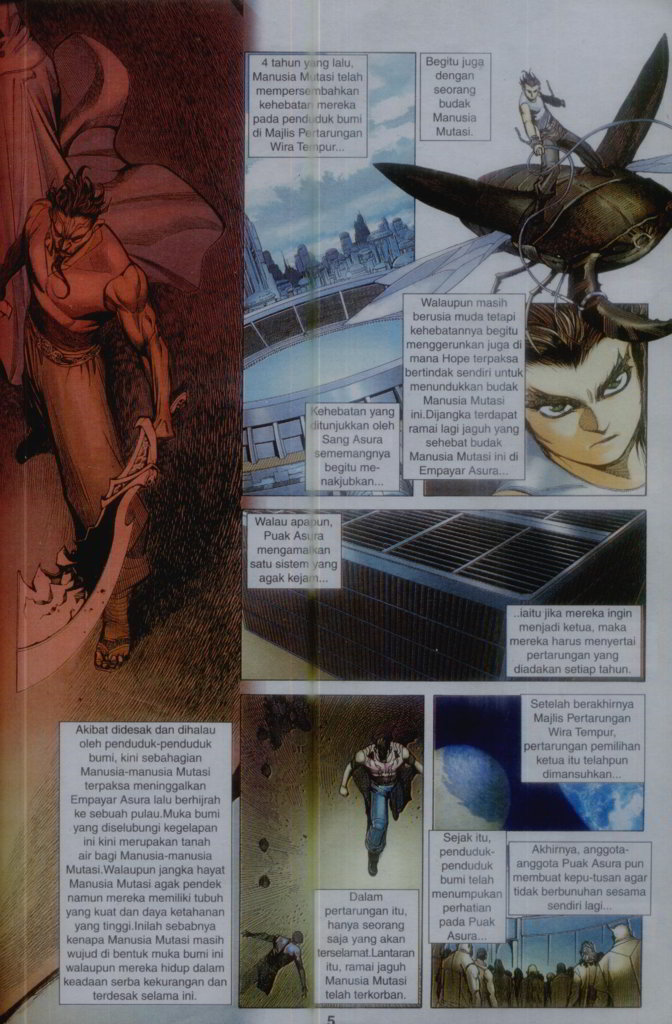 4 tahun yang lalu,
Manusia Mutasi telah
mempersembahkan
kehebatan mereka
pada penduduk bumi
di Majlis Pertarungan
Wira Tempur...
Begitu juga
dengan
seorang
budak
Manusia
Mutasi.
Walaupun masih
berusia muda tetapi
kehebatannya begitu
menggerunkan juga di
mana Hope terpaksa
bertindak sendiri untuk
menundukkan budak
Manusia Mutasi
ini.Dijangka terdapat
ramai lagi jaguh yang
sehebat budak
Manusia Mutasi ini di
Empayar Asura...
Kehebatan yang
ditunjukkan oleh
Sang Asura
sememangnya
begitu me-
nakjubkan...
Walau apapun,
Puak Asura
mengamalkan
satu sistem yang
agak kejam...
..iaitu jika mereka ingin
menjadi ketua, maka
mereka harus menyertai
pertarungan yang
diadakan setiap tahun.
Akibat didesak dan dihalau
oleh penduduk-penduduk
bumi, kini sebahagian
Manusia-manusia Mutasi
terpaksa meninggalkan
Empayar Asura lalu berhijrah
ke sebuah pulau.Muka bumi
yang diselubungi kegelapan
ini kini merupakan tanah
air bagi Manusia-manusia
Mutasi.Walaupun jangka hayat
Manusia Mutasi agak pendek
namun mereka memiliki tubuh
yang kuat dan daya ketahanan
yang tinggi.Inilah sebabnya
kenapa Manusia Mutasi masih
wujud di bentuk muka bumi ini
walaupun mereka hidup dalam
keadaan serba kekurangan dan
terdesak selama ini.
Dalam
pertarungan itu,
hanya seorang
saja yang akan
terselamat.Lantaran
itu, ramai jaguh
Manusia Mutasi
telah terkorban.
Setelah berakhirnya
Majlis Pertarungan
Wira Tempur,
pertarungan pemilihan
ketua itu telahpun
dimansuhkan...
Sejak itu,
penduduk-
penduduk
bumi telah
menumpukan
perhatian
pada Puak
Asura...
Akhirnya, anggota-
anggota Puak Asura pun
membuat kepu-tusan agar
tidak berbunuhan sesama
sendiri lagi...
5